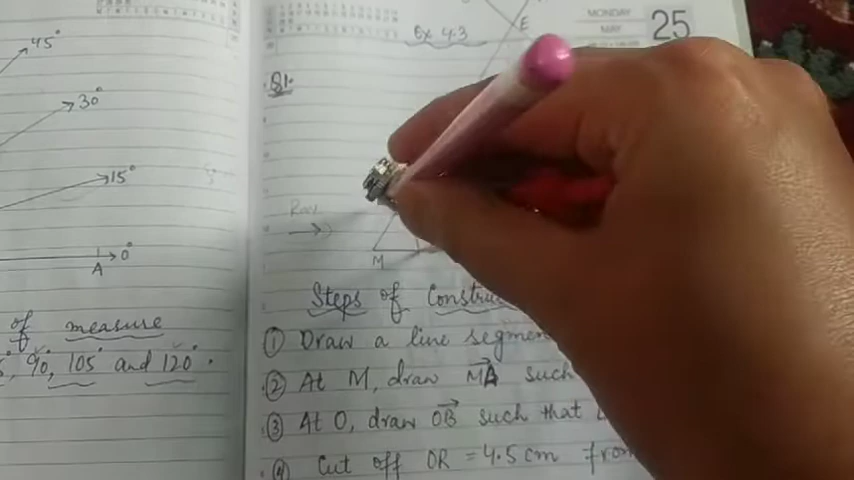 45°
30°
15°
0°
A
of measure
90°, 105° and 120°.
MONDAY
MAY
25
Ex 4.3
E
Q1.
Ray
M
Steps of
① Draw a line segment
② At M, draw MA such
③ At O, draw OB such that
④ Cut off OR = 4.5 cm from